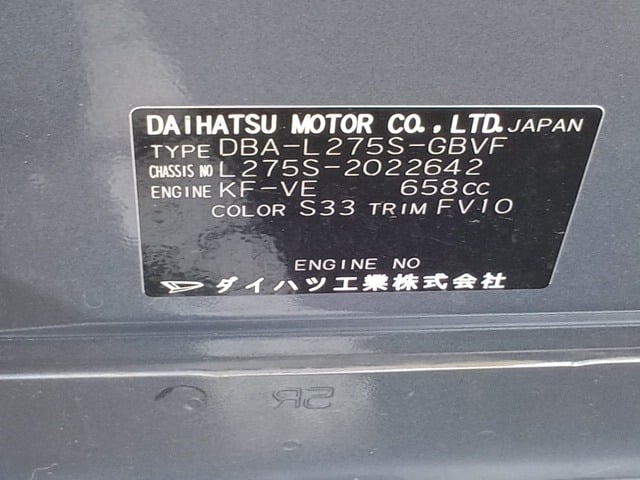 DAIHATSU MOTOR CO., LTD. JAPAN
TYPE DBA-L275S-GBVF
CHASSIS NO L275S-2022642
ENGINE KF-VE 658cc
COLOR S33 TRIM FV10
ENGINE NO
ダイハツ工業株式会社
SR